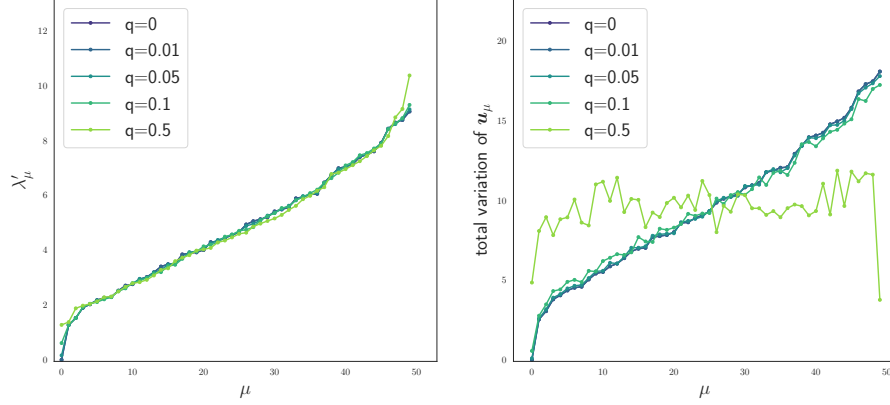 12
10
8
6
4
2
0
λ′μ
q=0
q=0.01
q=0.05
q=0.1
q=0.5
0 10 20 30 40 50
μ
20
15
10
5
0
total variation of uμ
q=0
q=0.01
q=0.05
q=0.1
q=0.5
0 10 20 30 40 50
μ